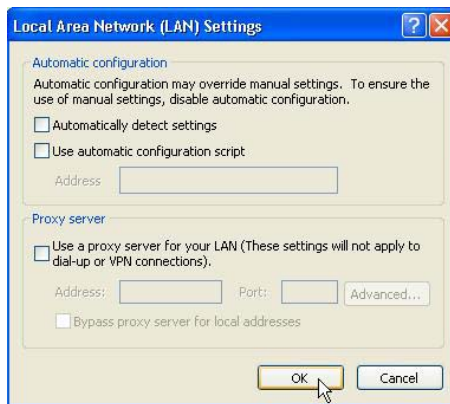 Local Area Network (LAN) Settings
Automatic configuration
Automatic configuration may override manual settings. To ensure the
use of manual settings, disable automatic configuration.
Automatically detect settings
Use automatic configuration script
Address
Proxy server
Use a proxy server for your LAN (These settings will not apply to
dial-up or VPN connections).
Address: Port: Advanced...
Bypass proxy server for local addresses
OK Cancel